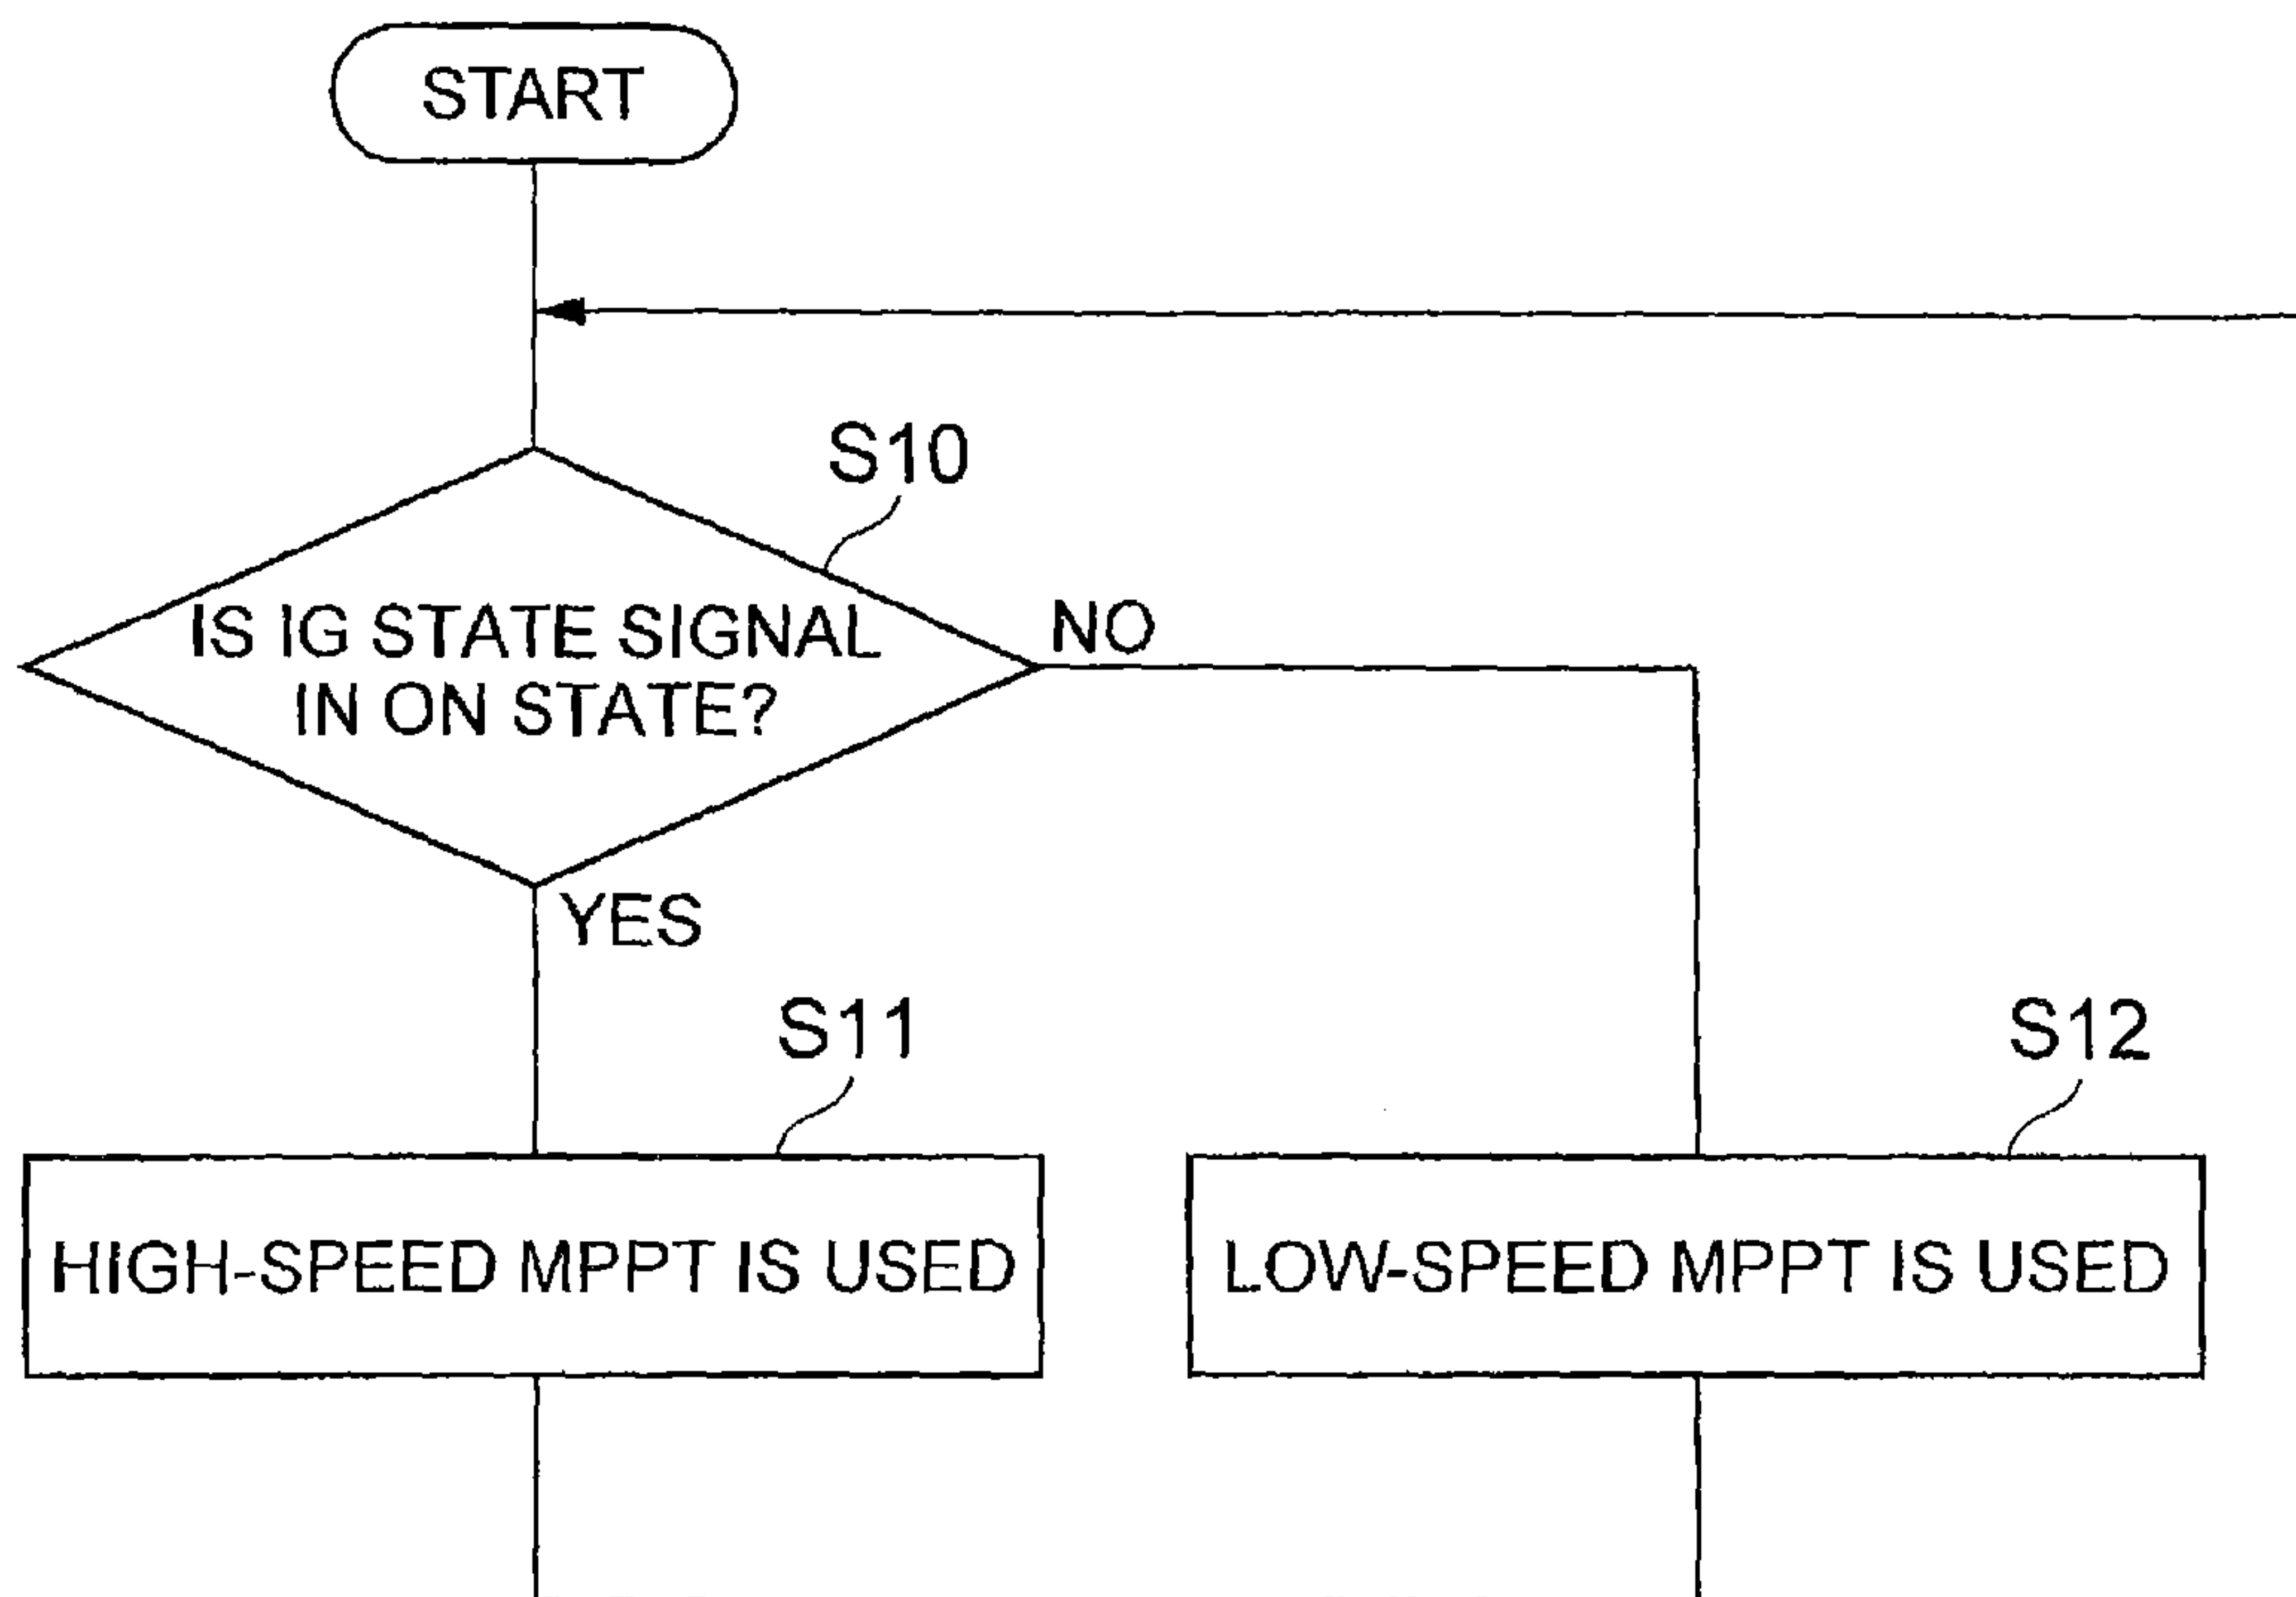 START
S10
IS IG STATE SIGNAL
IN ON STATE?
NO
YES
S11
S12
HIGH-SPEED MPPT IS USED
LOW-SPEED MPPT IS USED